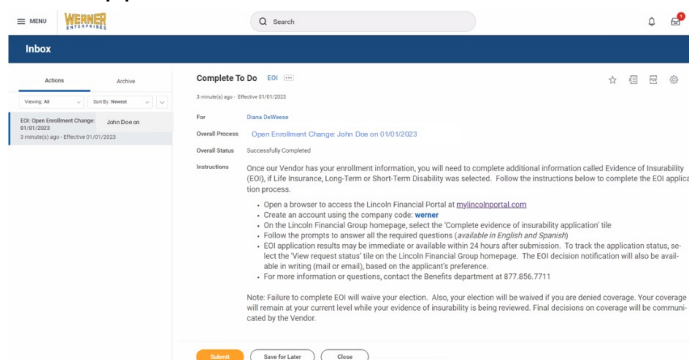 MENU
WERNER
ENTERPRISES
Search
Inbox
Actions
Archive
Viewing: All
Sort By: Newest
EOI: Open Enrollment Change: John Doe on
01/01/2023
3 minute(s) ago - Effective 01/01/2023
Complete To Do EOI
3 minute(s) ago - Effective 01/01/2023
For Diana DeWeese
Overall Process Open Enrollment Change: John Doe on 01/01/2023
Overall Status Successfully Completed
Instructions Once our Vendor has your enrollment information, you will need to complete additional information called Evidence of Insurability
(EOI), if Life Insurance, Long-Term or Short-Term Disability was selected. Follow the instructions below to complete the EOI applica
tion process.
• Open a browser to access the Lincoln Financial Portal at mylincolnportal.com
• Create an account using the company code: werner
• On the Lincoln Financial Group homepage, select the 'Complete evidence of insurability application' tile
• Follow the prompts to answer all the required questions (available in English and Spanish)
• EOI application results may be immediate or available within 24 hours after submission. To track the application status, se-
lect the 'View request status' tile on the Lincoln Financial Group homepage. The EOI decision notification will also be avail-
able in writing (mail or email), based on the applicant's preference.
• For more information or questions, contact the Benefits department at 877.856.7711
Note: Failure to complete EOI will waive your election. Also, your election will be waived if you are denied coverage. Your coverage
will remain at your current level while your evidence of insurability is being reviewed. Final decisions on coverage will be communi-
cated by the Vendor.
Submit
Save for Later
Close